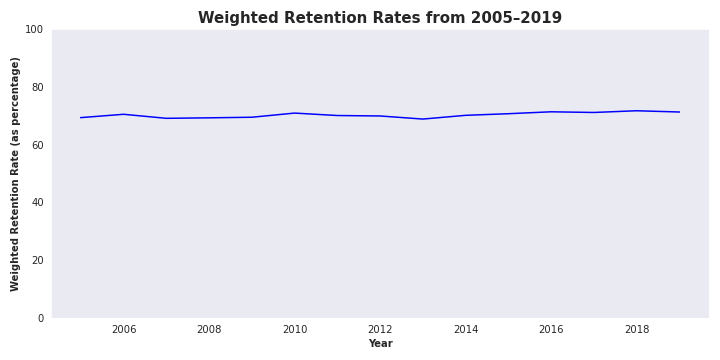 Weighted Retention Rates from 2005–2019
Weighted Retention Rate (as percentage)
100
80
60
40
20
0
2006 2008 2010 2012 2014 2016 2018
Year